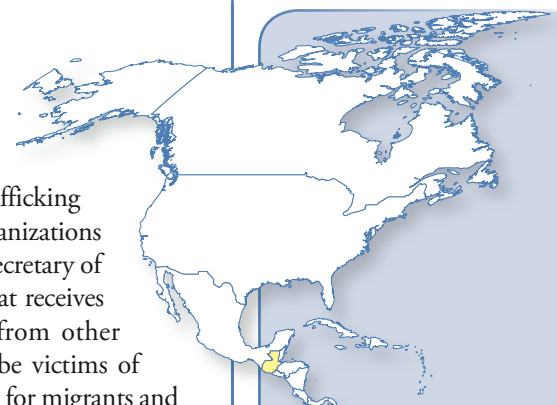 fficking
anizations
ecretary of
at receives
from other
be victims of
for migrants and